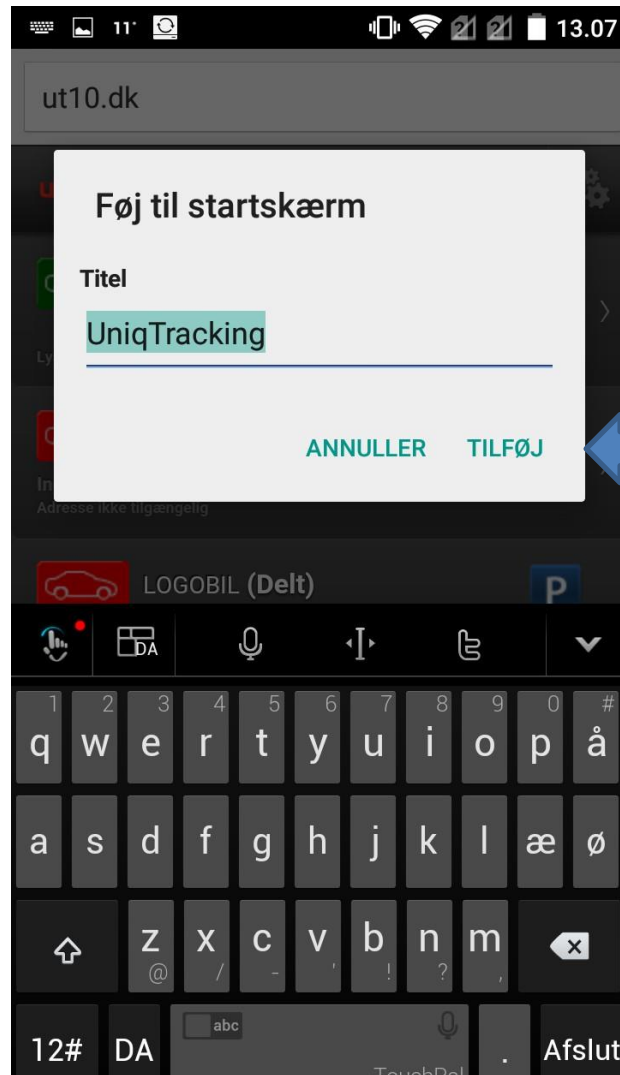 11° 13.07
ut10.dk
Føj til startskærm
Titel
UniqTracking
ANNULLER TILFØJ
Adresse ikke tilgængelig
LOGOBIL (Delt)
P
DA
1 2 3 4 5 6 7 8 9 0 #
q w e r t y u i o p å
a s d f g h j k l æ ø
z x c v b n m
@ / - ' ! ? ,
abc
12# DA . Afslut